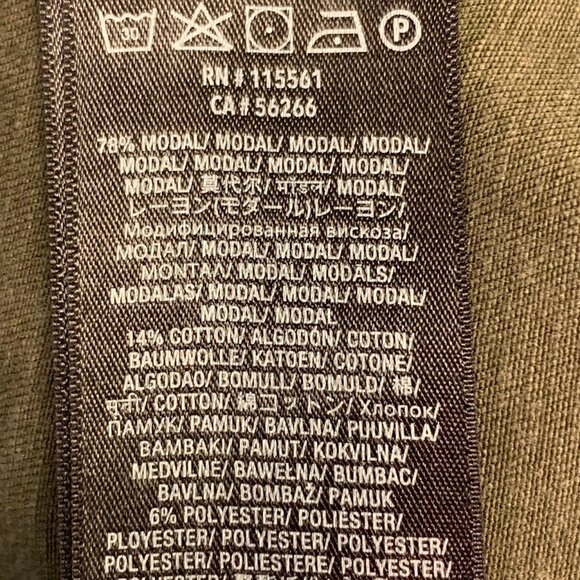 30 P
RN # 115561
CA # 56266
78% MODAL/ MODAL/ MODAL/ MODAL/
MODAL/ MODAL/ MODAL/ MODAL/
MODAL/ 莫代尔/ मोडल/ MODAL/
レーヨン(モダール)レーヨン/
Модифицированная вискоза/
МОДАЛ/ MODAL/ MODAL/ MODAL/
ΜΟΝΤΑΛ/ MODAL/ MODALS/
MODALAS/ MODAL/ MODAL/ MODAL/
MODAL/ MODAL
14% COTTON/ ALGODÓN/ COTON/
BAUMWOLLE/ KATOEN/ COTONE/
ALGODAO/ BOMULL/ BOMULD/ 棉/
सूती/ COTTON/ 綿コットン/ Хлопок/
ПАМУК/ PAMUK/ BAVLNA/ PUUVILLA/
ΒΑΜΒΑΚΙ/ PAMUT/ KOKVILNA/
MEDVILNE/ BAWEŁNA/ BUMBAC/
BAVLNA/ BOMBAŽ/ PAMUK
6% POLYESTER/ POLIÉSTER/
PLOYESTER/ POLYESTER/ POLYESTER/
POLYESTER/ POLIESTERE/ POLYESTER/